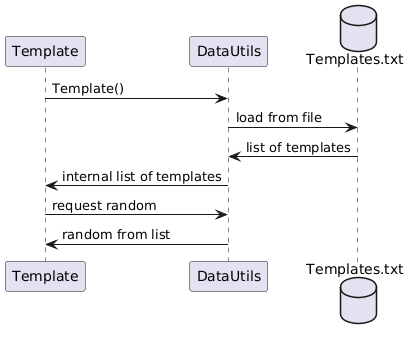 Template
DataUtils
Templates.txt
Template()
load from file
list of templates
internal list of templates
request random
random from list
Template
DataUtils
Templates.txt